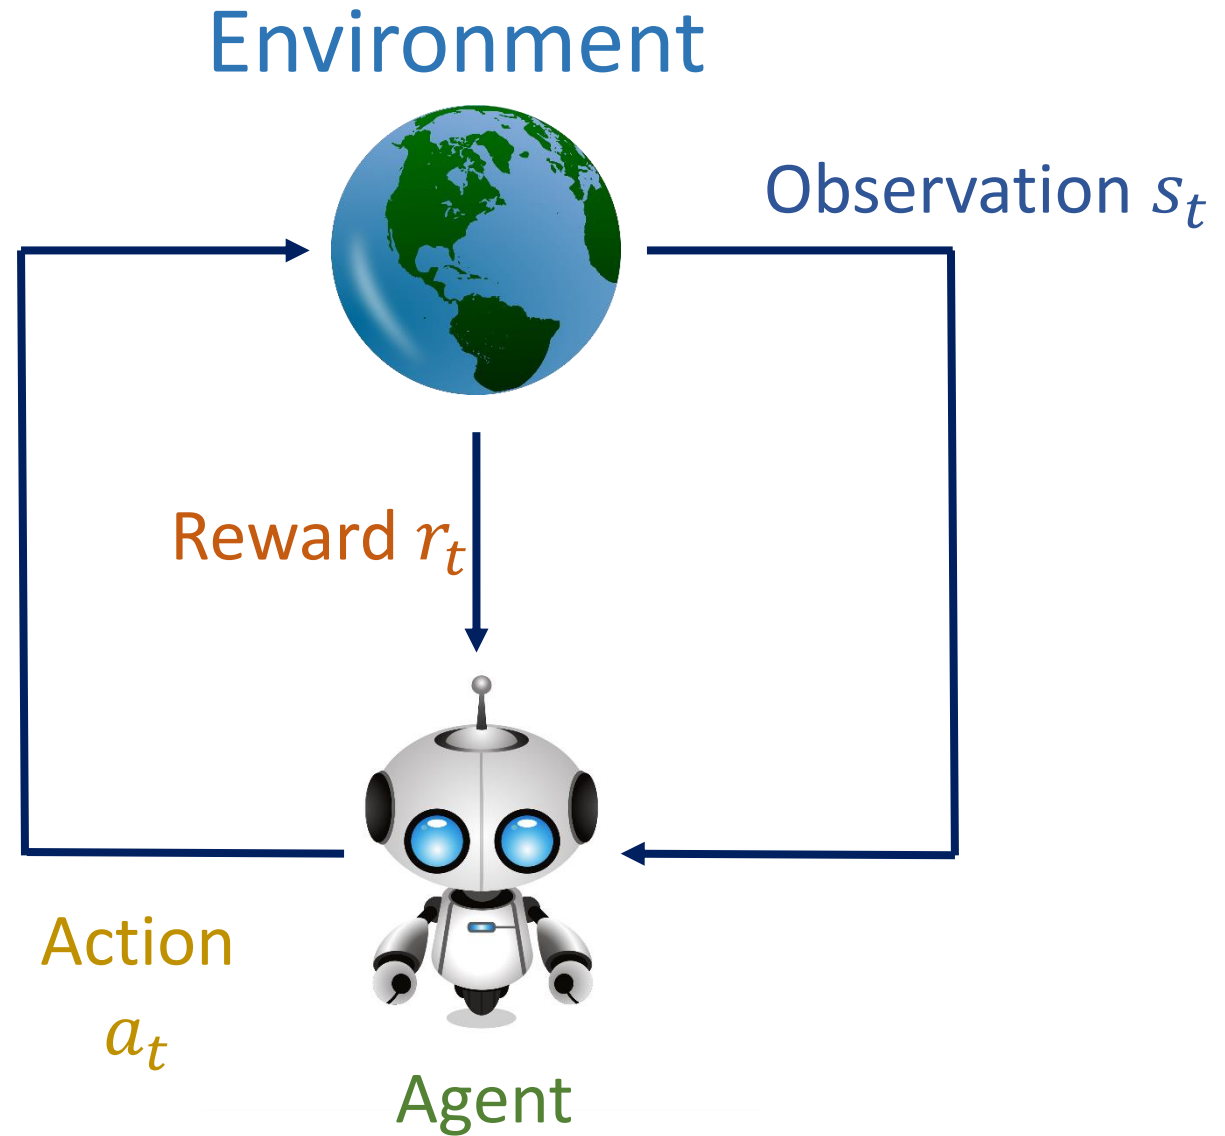 Environment
Observation s_t
Reward r_t
Action
a_t
Agent